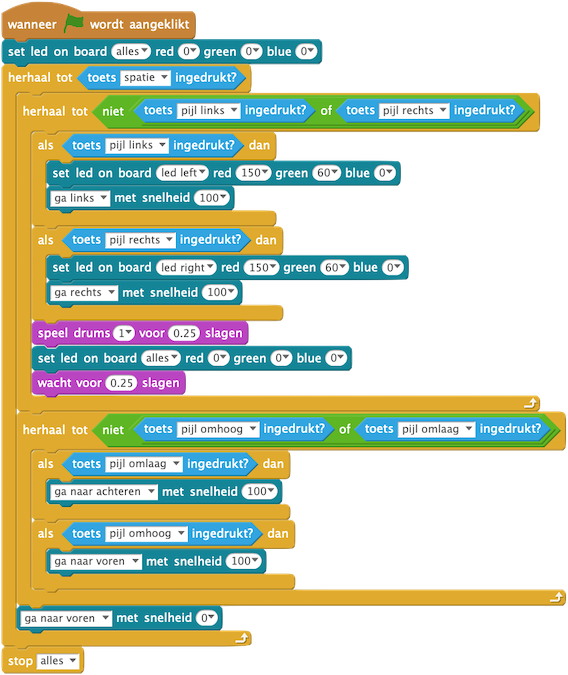 wanneer wordt aangeklikt
set led on board alles red 0 green 0 blue 0
herhaal tot toets spatie ingedrukt?
herhaal tot niet toets pijl links ingedrukt? of toets pijl rechts ingedrukt?
als toets pijl links ingedrukt? dan
set led on board led left red 150 green 60 blue 0
ga links met snelheid 100
als toets pijl rechts ingedrukt? dan
set led on board led right red 150 green 60 blue 0
ga rechts met snelheid 100
speel drums 1 voor 0.25 slagen
set led on board alles red 0 green 0 blue 0
wacht voor 0.25 slagen
herhaal tot niet toets pijl omhoog ingedrukt? of toets pijl omlaag ingedrukt?
als toets pijl omlaag ingedrukt? dan
ga naar achteren met snelheid 100
als toets pijl omhoog ingedrukt? dan
ga naar voren met snelheid 100
ga naar voren met snelheid 0
stop alles